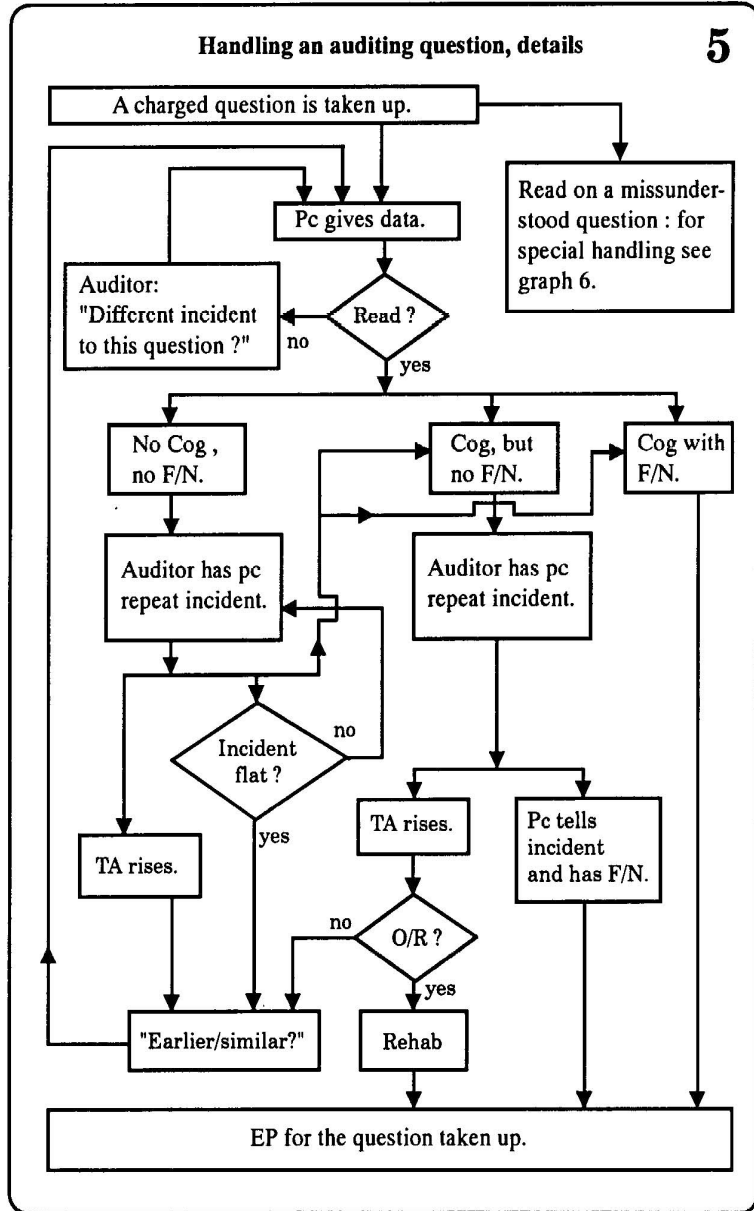 Handling an auditing question, details
5
A charged question is taken up.
Read on a missunder-
stood question : for
special handling see
graph 6.
Pc gives data.
Auditor:
"Different incident
to this question ?"
Read ?
no
yes
No Cog ,
no F/N.
Cog, but
no F/N.
Cog with
F/N.
Auditor has pc
repeat incident.
Auditor has pc
repeat incident.
Incident
flat ?
no
yes
TA rises.
TA rises.
Pc tells
incident
and has F/N.
O/R ?
no
yes
"Earlier/similar?"
Rehab
EP for the question taken up.